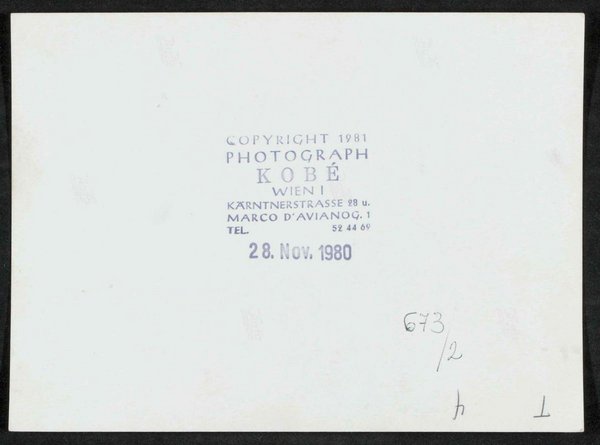 COPYRIGHT 1981
PHOTOGRAPH
KOBÉ
WIEN I
KÄRNTNERSTRASSE 28 u.
MARCO D'AVIANOG. 1
TEL. 52 44 69
28. Nov. 1980
673
/2
4 T